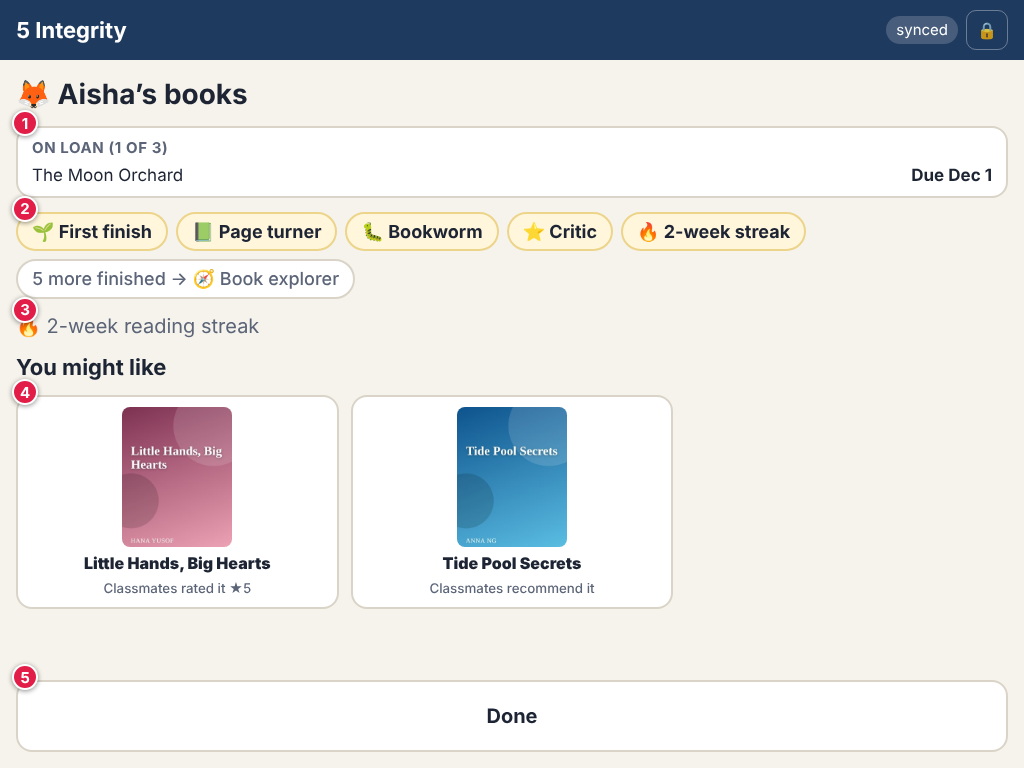 5 Integrity
synced
🦊 Aisha’s books
1
ON LOAN (1 OF 3)
The Moon Orchard
Due Dec 1
2
🌱 First finish
📗 Page turner
🐛 Bookworm
⭐ Critic
🔥 2-week streak
5 more finished → 🧭 Book explorer
3
🔥 2-week reading streak
You might like
4
Little Hands, Big
Hearts
HANA YUSOF
Little Hands, Big Hearts
Classmates rated it ★5
Tide Pool Secrets
ANNA NG
Tide Pool Secrets
Classmates recommend it
5
Done